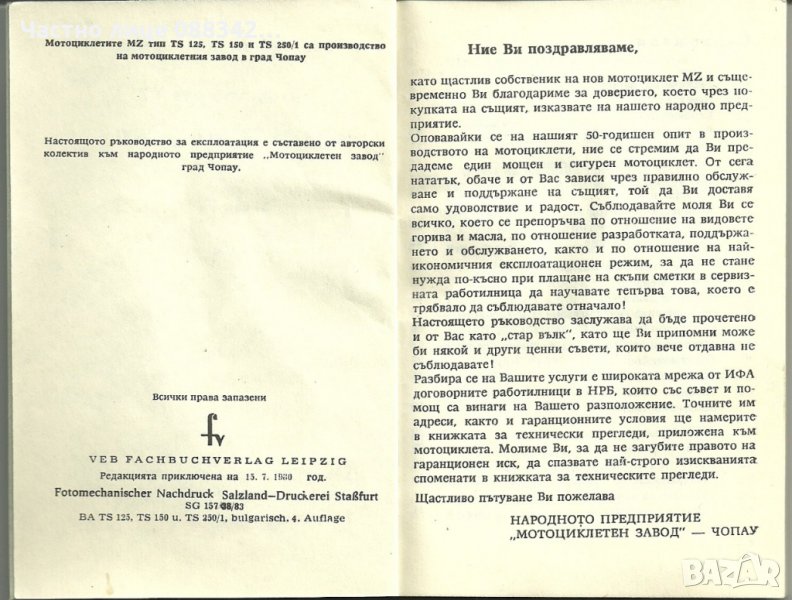 Частно лице 088342
Мотоциклетите MZ тип TS 125, TS 150 и TS 250/1 са производство
на мотоциклетния завод в град Чопау
Настоящото ръководство за експлоатация е съставено от авторски
колектив към народното предприятие „Мотоциклетен завод"
град Чопау.
Всички права запазени
fv
VEB FACHBUCHVERLAG LEIPZIG
Редакцията приключена на 15. 7. 1980 год.
Fotomechanischer Nachdruck Salzland—Druckerei Staßfurt
SG 157/38/83
BA TS 125, TS 150 u. TS 250/1, bulgarisch, 4. Auflage
Ние Ви поздравляваме,
като щастлив собственик на нов мотоциклет MZ и същевременно
Ви благодариме за доверието, което чрез покупката
на същият, изказвате на нашето народно предприятие.
Оповавайки се на нашият 50-годишен опит в производството
на мотоциклети, ние се стремим да Ви предадеме
един мощен и сигурен мотоциклет. От сега
нататък, обаче и от Вас зависи чрез правилно обслужване
и поддържане на същият, той да Ви доставя
само удоволствие и радост. Съблюдавайте моля Ви се
всичко, което се препоръчва по отношение на видовете
горива и масла, по отношение разработката, поддържането
и обслужването, както и по отношение на най-
икономичния експлоатационен режим, за да не стане
нужда по-късно при плащане на скъпи сметки в сервизната
работилница да научавате тепърва това, което е
трябвало да съблюдавате отначало!
Настоящето ръководство заслужава да бъде прочетено
и от Вас като „стар вълк", като ще Ви припомни може
би някой и други ценни съвети, които вече отдавна не
съблюдавате!
Разбира се на Вашите услуги е широката мрежа от ИФА
договорните работилници в НРБ, които със съвет и помощ
са винаги на Вашето разположение. Точните им
адреси, както и гаранционните условия ще намерите
в книжката за технически прегледи, приложена към
мотоциклета. Молиме Ви, за да не загубите правото на
гаранционен иск, да спазвате най-строго изискванията
споменати в книжката за техническите прегледи.
Щастливо пътуване Ви пожелава
НАРОДНОТО ПРЕДПРИЯТИЕ
„МОТОЦИКЛЕТЕН ЗАВОД" — ЧОПАУ
BAZAR